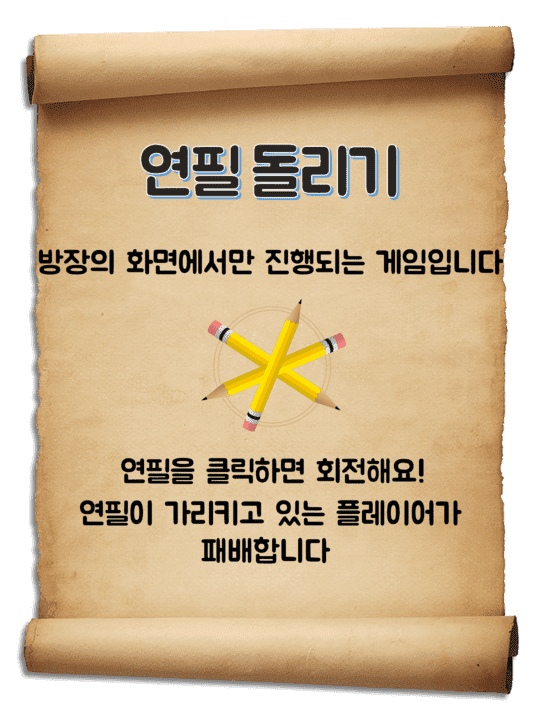 연필 돌리기
방장의 화면에서만 진행되는 게임입니다
연필을 클릭하면 회전해요!
연필이 가리키고 있는 플레이어가
패배합니다